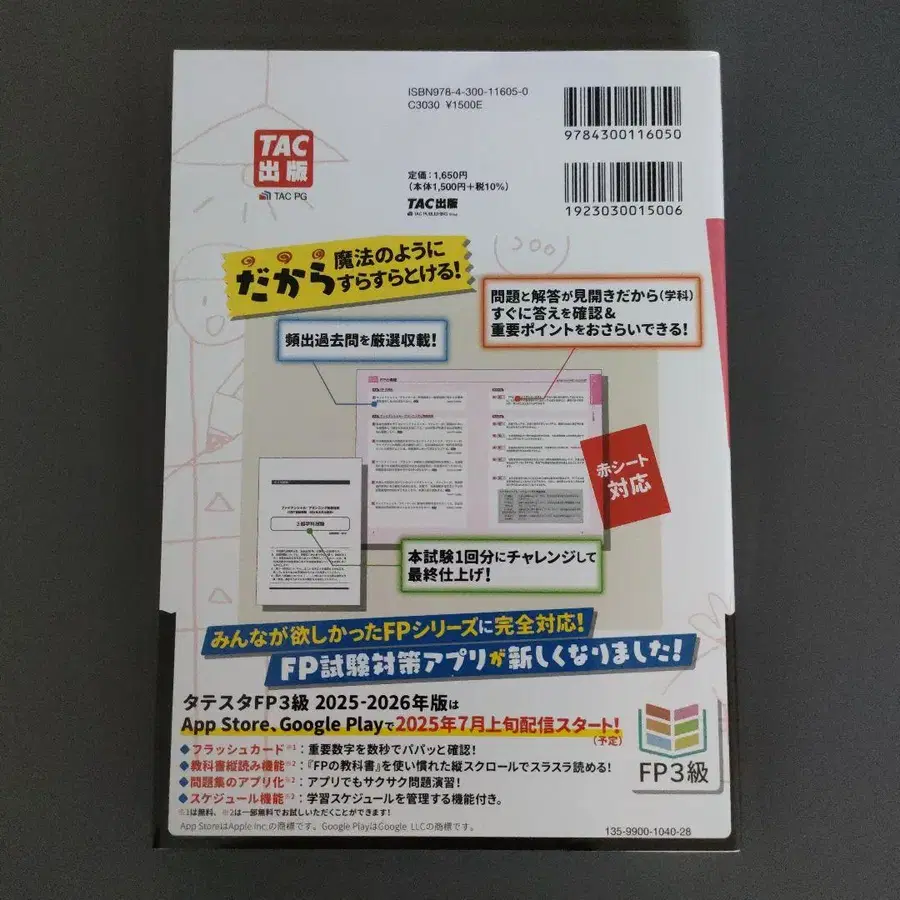 ISBN978-4-300-11605-0
C3030 ¥1500E
9784300116050
TAC
出版
TAC PG
定価：1,650円
（本体1,500円＋税10%）
TAC出版
TAC PUBLISHING Group
1923030015006
だから魔法のように
すらすらとける！
頻出過去問を厳選収載！
問題と解答が見開きだから（学科）
すぐに答えを確認＆
重要ポイントをおさらいできる！
赤シート
対応
本試験1回分にチャレンジして
最終仕上げ！
みんなが欲しかったFPシリーズに完全対応！
FP試験対策アプリが新しくなりました！
タテスタFP3級 2025-2026年版は
App Store、Google Playで2025年7月上旬配信スタート！
（予定）
◆フラッシュカード※1：重要数字を数秒でパパッと確認！
◆教科書縦読み機能※2：『FPの教科書』を使い慣れた縦スクロールでスラスラ読める！
◆問題集のアプリ化※2：アプリでもサクサク問題演習！
◆スケジュール機能※2：学習スケジュールを管理する機能付き。
※1は無料、※2は一部無料でお試しいただくことができます！
App StoreはApple Inc.の商標です。Google PlayはGoogle LLCの商標です。
FP3級
135-9900-1040-28